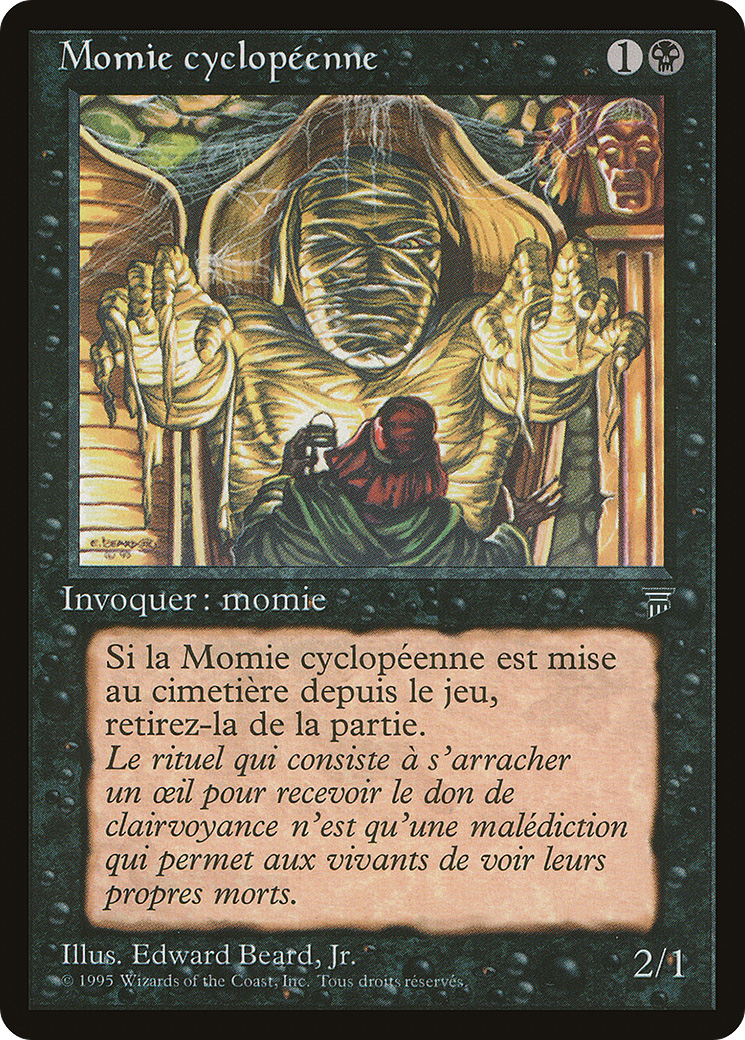 Momie cyclopéenne
1
Invoquer : momie
Si la Momie cyclopéenne est mise
au cimetière depuis le jeu,
retirez-la de la partie.
Le rituel qui consiste à s'arracher
un œil pour recevoir le don de
clairvoyance n'est qu'une malédiction
qui permet aux vivants de voir leurs
propres morts.
Illus. Edward Beard, Jr.
2/1
© 1995 Wizards of the Coast, Inc. Tous droits réservés.